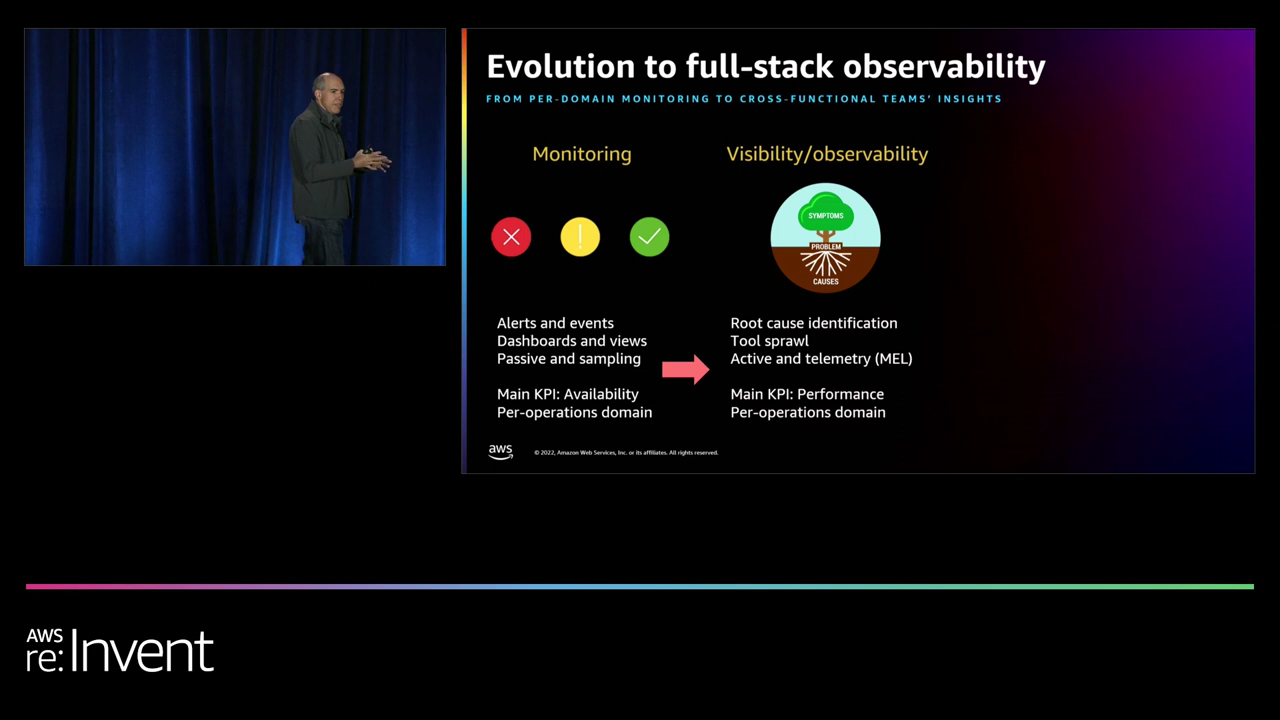 Evolution to full-stack observability
FROM PER-DOMAIN MONITORING TO CROSS-FUNCTIONAL TEAMS' INSIGHTS
Monitoring
Alerts and events
Dashboards and views
Passive and sampling
Main KPI: Availability
Per-operations domain
Visibility/observability
SYMPTOMS
PROBLEM
CAUSES
Root cause identification
Tool sprawl
Active and telemetry (MEL)
Main KPI: Performance
Per-operations domain
aws
© 2022, Amazon Web Services, Inc. or its affiliates. All rights reserved.
AWS
re:Invent